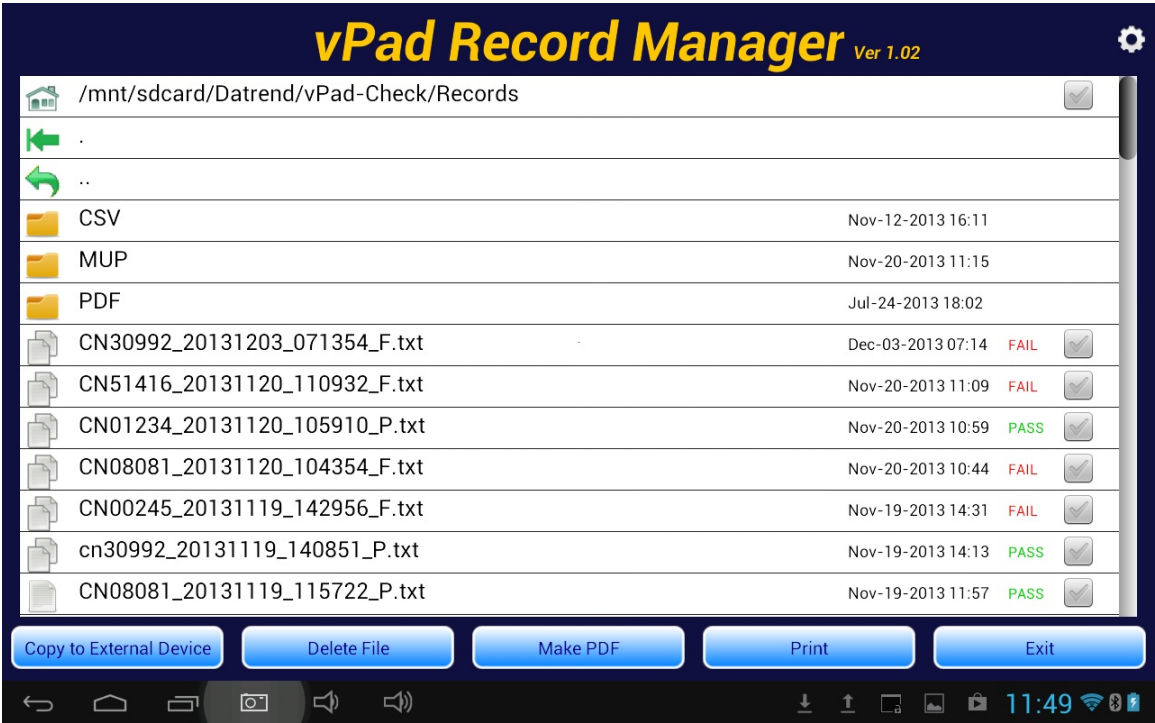 vPad Record Manager Ver 1.02
/mnt/sdcard/Datrend/vPad-Check/Records
.
..
CSV Nov-12-2013 16:11
MUP Nov-20-2013 11:15
PDF Jul-24-2013 18:02
CN30992_20131203_071354_F.txt Dec-03-2013 07:14 FAIL
CN51416_20131120_110932_F.txt Nov-20-2013 11:09 FAIL
CN01234_20131120_105910_P.txt Nov-20-2013 10:59 PASS
CN08081_20131120_104354_F.txt Nov-20-2013 10:44 FAIL
CN00245_20131119_142956_F.txt Nov-19-2013 14:31 FAIL
cn30992_20131119_140851_P.txt Nov-19-2013 14:13 PASS
CN08081_20131119_115722_P.txt Nov-19-2013 11:57 PASS
Copy to External Device Delete File Make PDF Print Exit
11:49